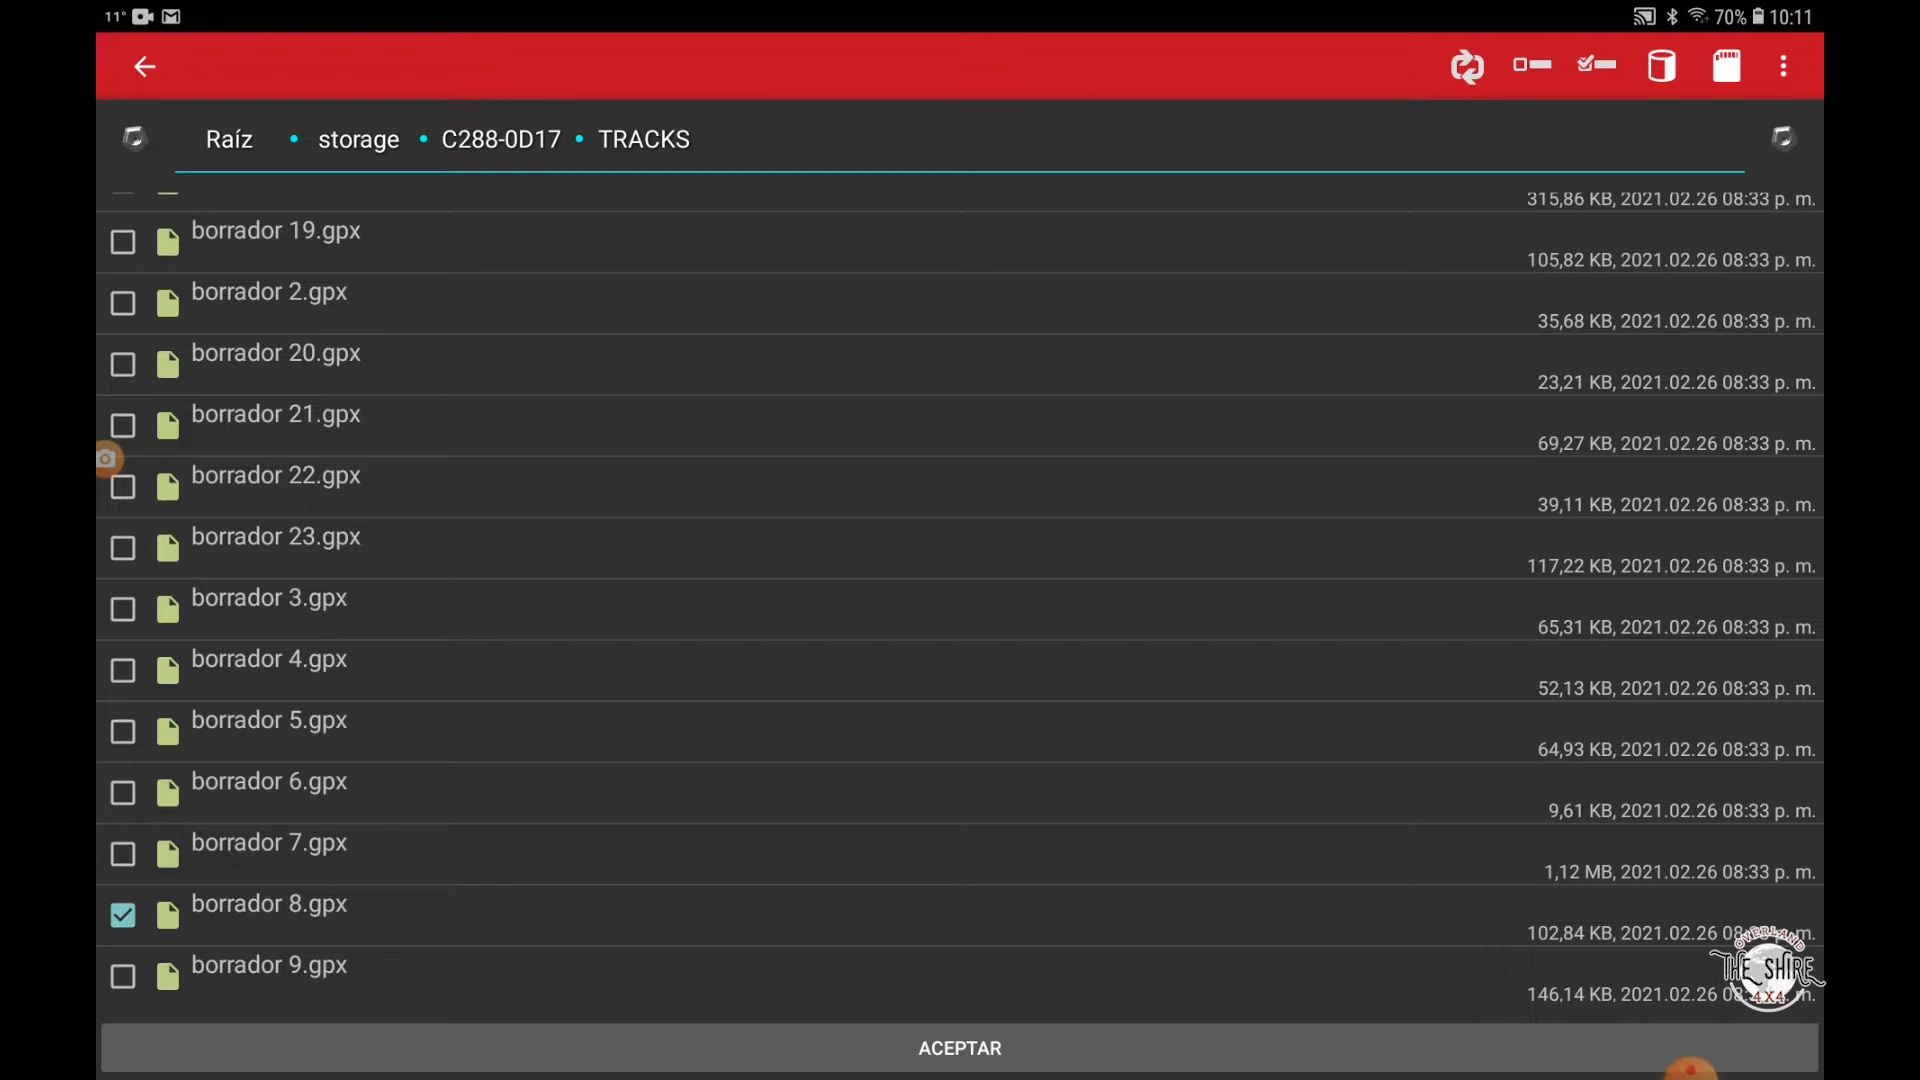 11° 70% 10:11
Raíz • storage • C288-0D17 • TRACKS
315,86 KB, 2021.02.26 08:33 p. m.
borrador 19.gpx
105,82 KB, 2021.02.26 08:33 p. m.
borrador 2.gpx
35,68 KB, 2021.02.26 08:33 p. m.
borrador 20.gpx
23,21 KB, 2021.02.26 08:33 p. m.
borrador 21.gpx
69,27 KB, 2021.02.26 08:33 p. m.
borrador 22.gpx
39,11 KB, 2021.02.26 08:33 p. m.
borrador 23.gpx
117,22 KB, 2021.02.26 08:33 p. m.
borrador 3.gpx
65,31 KB, 2021.02.26 08:33 p. m.
borrador 4.gpx
52,13 KB, 2021.02.26 08:33 p. m.
borrador 5.gpx
64,93 KB, 2021.02.26 08:33 p. m.
borrador 6.gpx
9,61 KB, 2021.02.26 08:33 p. m.
borrador 7.gpx
1,12 MB, 2021.02.26 08:33 p. m.
borrador 8.gpx
102,84 KB, 2021.02.26 m.
borrador 9.gpx
146,14 KB, 2021.02.26 m.
OVERLAND
THE SHIRE
4X4
ACEPTAR